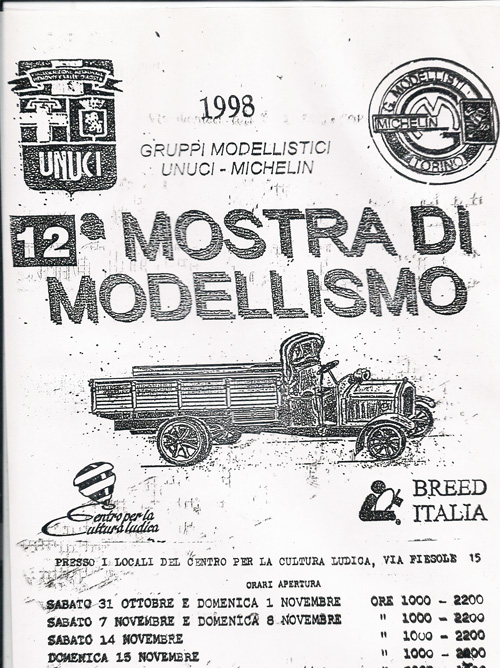 UNUCI
1998
GRUPPI MODELLISTICI
UNUCI - MICHELIN
G. MODELLISTI
MICHELIN
TORINO
12ª MOSTRA DI
MODELLISMO
Centro per la
Cultura ludica
BREED
ITALIA
PRESSO I LOCALI DEL CENTRO PER LA CULTURA LUDICA, VIA FIESOLE 15
ORARI APERTURA
SABATO 31 OTTOBRE E DOMENICA 1 NOVEMBRE ORE 1000 - 2200
SABATO 7 NOVEMBRE E DOMENICA 8 NOVEMBRE " 1000 - 2200
SABATO 14 NOVEMBRE " 1000 - 2200
DOMENICA 15 NOVEMBRE " 1000 - 2200